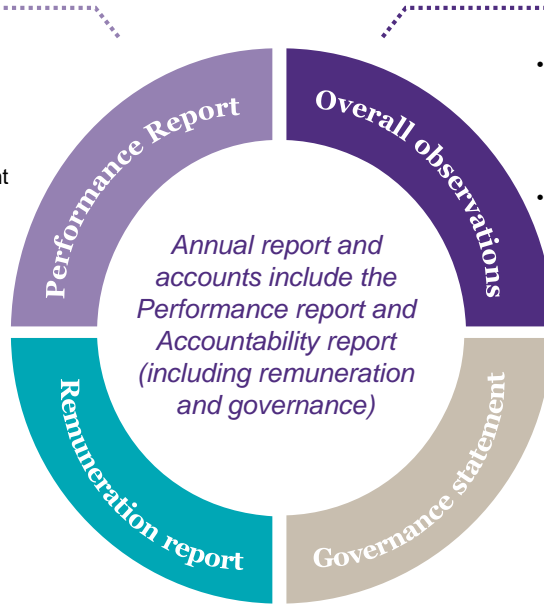 Performance Report
Overall observations
nt
•
•
Annual report and
accounts include the
Performance report and
Accountability report
(including remuneration
and governance)
Remuneration report
Governance statement